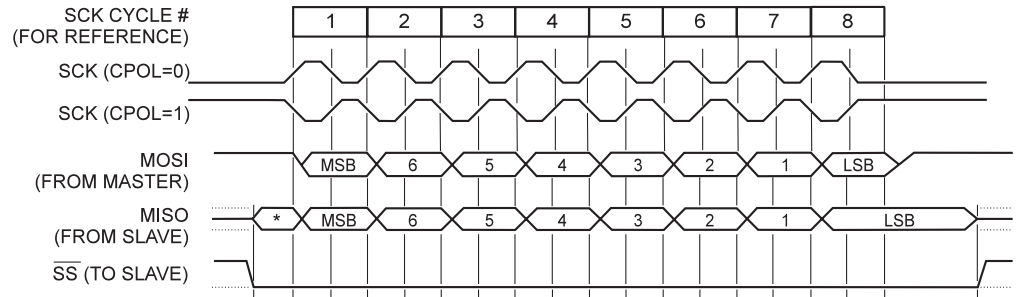 SCK CYCLE # 1 2 3 4 5 6 7 8
(FOR REFERENCE)
SCK (CPOL=0)
SCK (CPOL=1)
MOSI MSB 6 5 4 3 2 1 LSB
(FROM MASTER)
MISO * MSB 6 5 4 3 2 1 LSB
(FROM SLAVE)
SS (TO SLAVE)